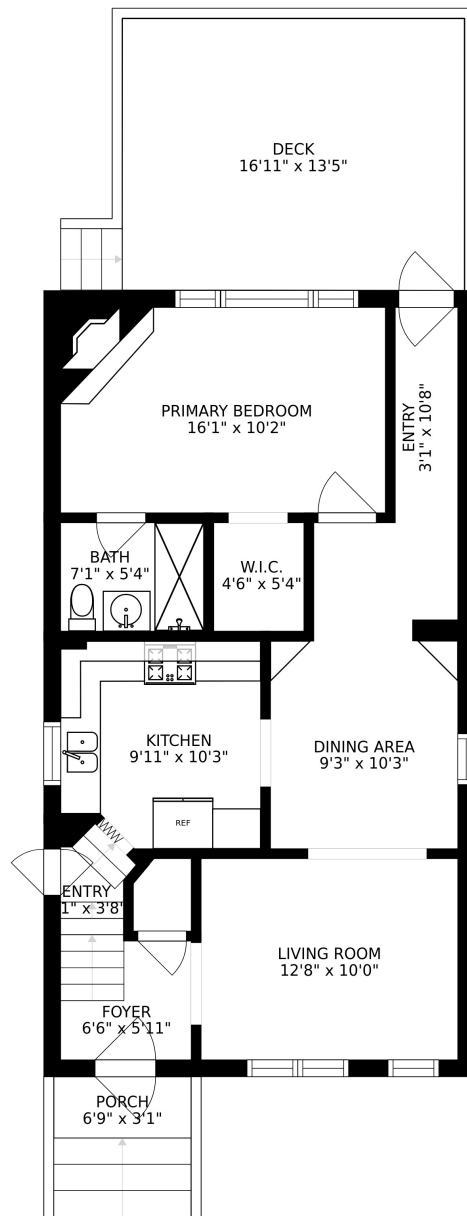 DECK
16'11" x 13'5"
PRIMARY BEDROOM
16'1" x 10'2"
ENTRY
3'1" x 10'8"
BATH
7'1" x 5'4"
W.I.C.
4'6" x 5'4"
KITCHEN
9'11" x 10'3"
DINING AREA
9'3" x 10'3"
REF
ENTRY
1" x 3'8"
LIVING ROOM
12'8" x 10'0"
FOYER
6'6" x 5'11"
PORCH
6'9" x 3'1"